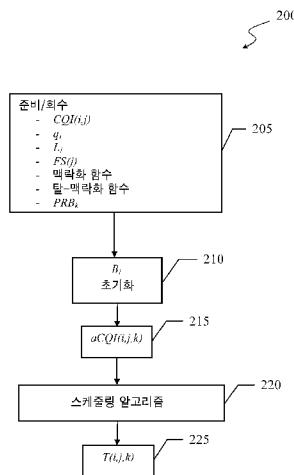 200
준비/회수
- CQI(i,j)
- qi
- Li
- FS(j)
- 맥락화 함수
- 탈-맥락화 함수
- PRBk
205
Bi
초기화
210
aCQI(i,j,k)
215
스케줄링 알고리즘
220
T(i,j,k)
225